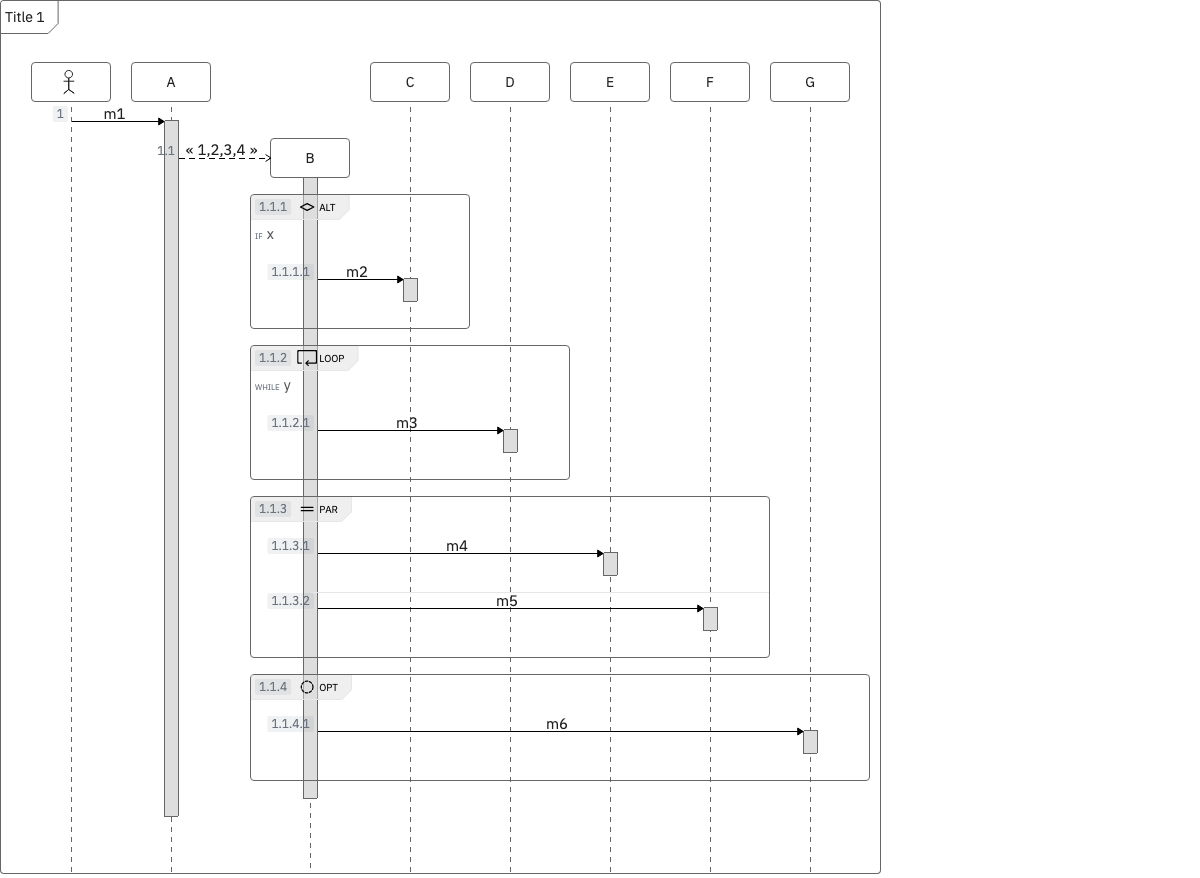 Title 1
A
C
D
E
F
G
1
m1
1.1
« 1,2,3,4 »
B
1.1.1
ALT
IF x
1.1.1.1
m2
1.1.2
LOOP
WHILE y
1.1.2.1
m3
1.1.3
PAR
1.1.3.1
m4
1.1.3.2
m5
1.1.4
OPT
1.1.4.1
m6